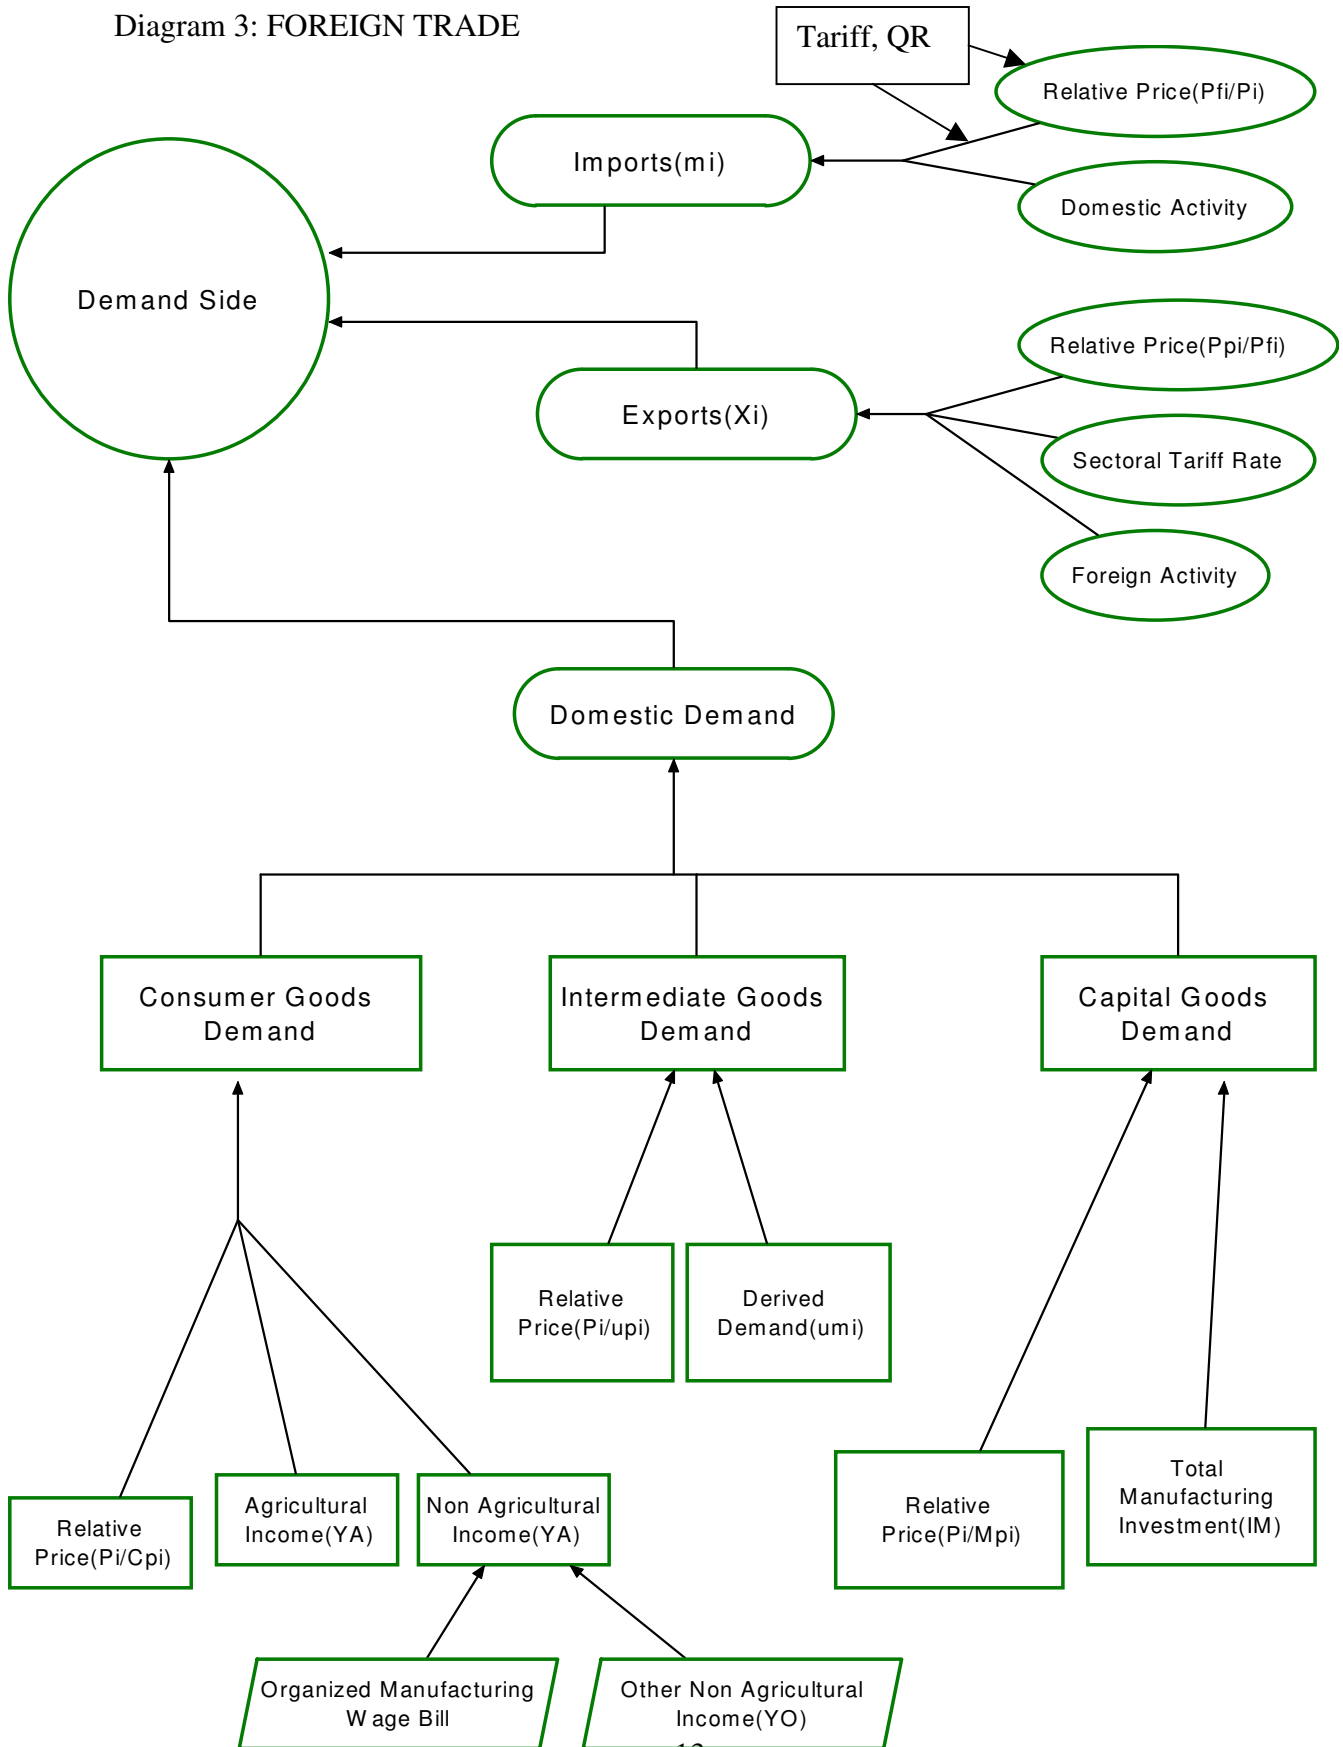 Diagram 3: FOREIGN TRADE
Tariff, QR
Relative Price(Pfi/Pi)
Imports(mi)
Domestic Activity
Demand Side
Relative Price(Ppi/Pfi)
Exports(Xi)
Sectoral Tariff Rate
Foreign Activity
Domestic Demand
Consumer Goods
Demand
Intermediate Goods
Demand
Capital Goods
Demand
Relative
Price(Pi/upi)
Derived
Demand(umi)
Relative
Price(Pi/Cpi)
Agricultural
Income(YA)
Non Agricultural
Income(YA)
Relative
Price(Pi/Mpi)
Total
Manufacturing
Investment(IM)
Organized Manufacturing
Wage Bill
Other Non Agricultural
Income(YO)